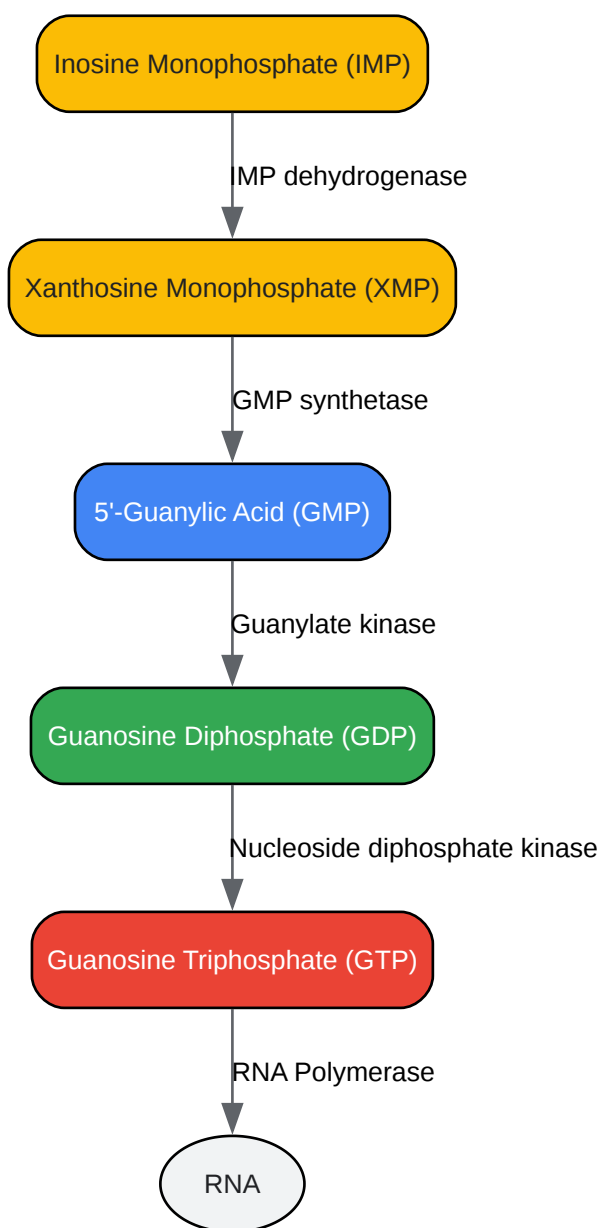 Inosine Monophosphate (IMP)
IMP dehydrogenase
Xanthosine Monophosphate (XMP)
GMP synthetase
5'-Guanylic Acid (GMP)
Guanylate kinase
Guanosine Diphosphate (GDP)
Nucleoside diphosphate kinase
Guanosine Triphosphate (GTP)
RNA Polymerase
RNA